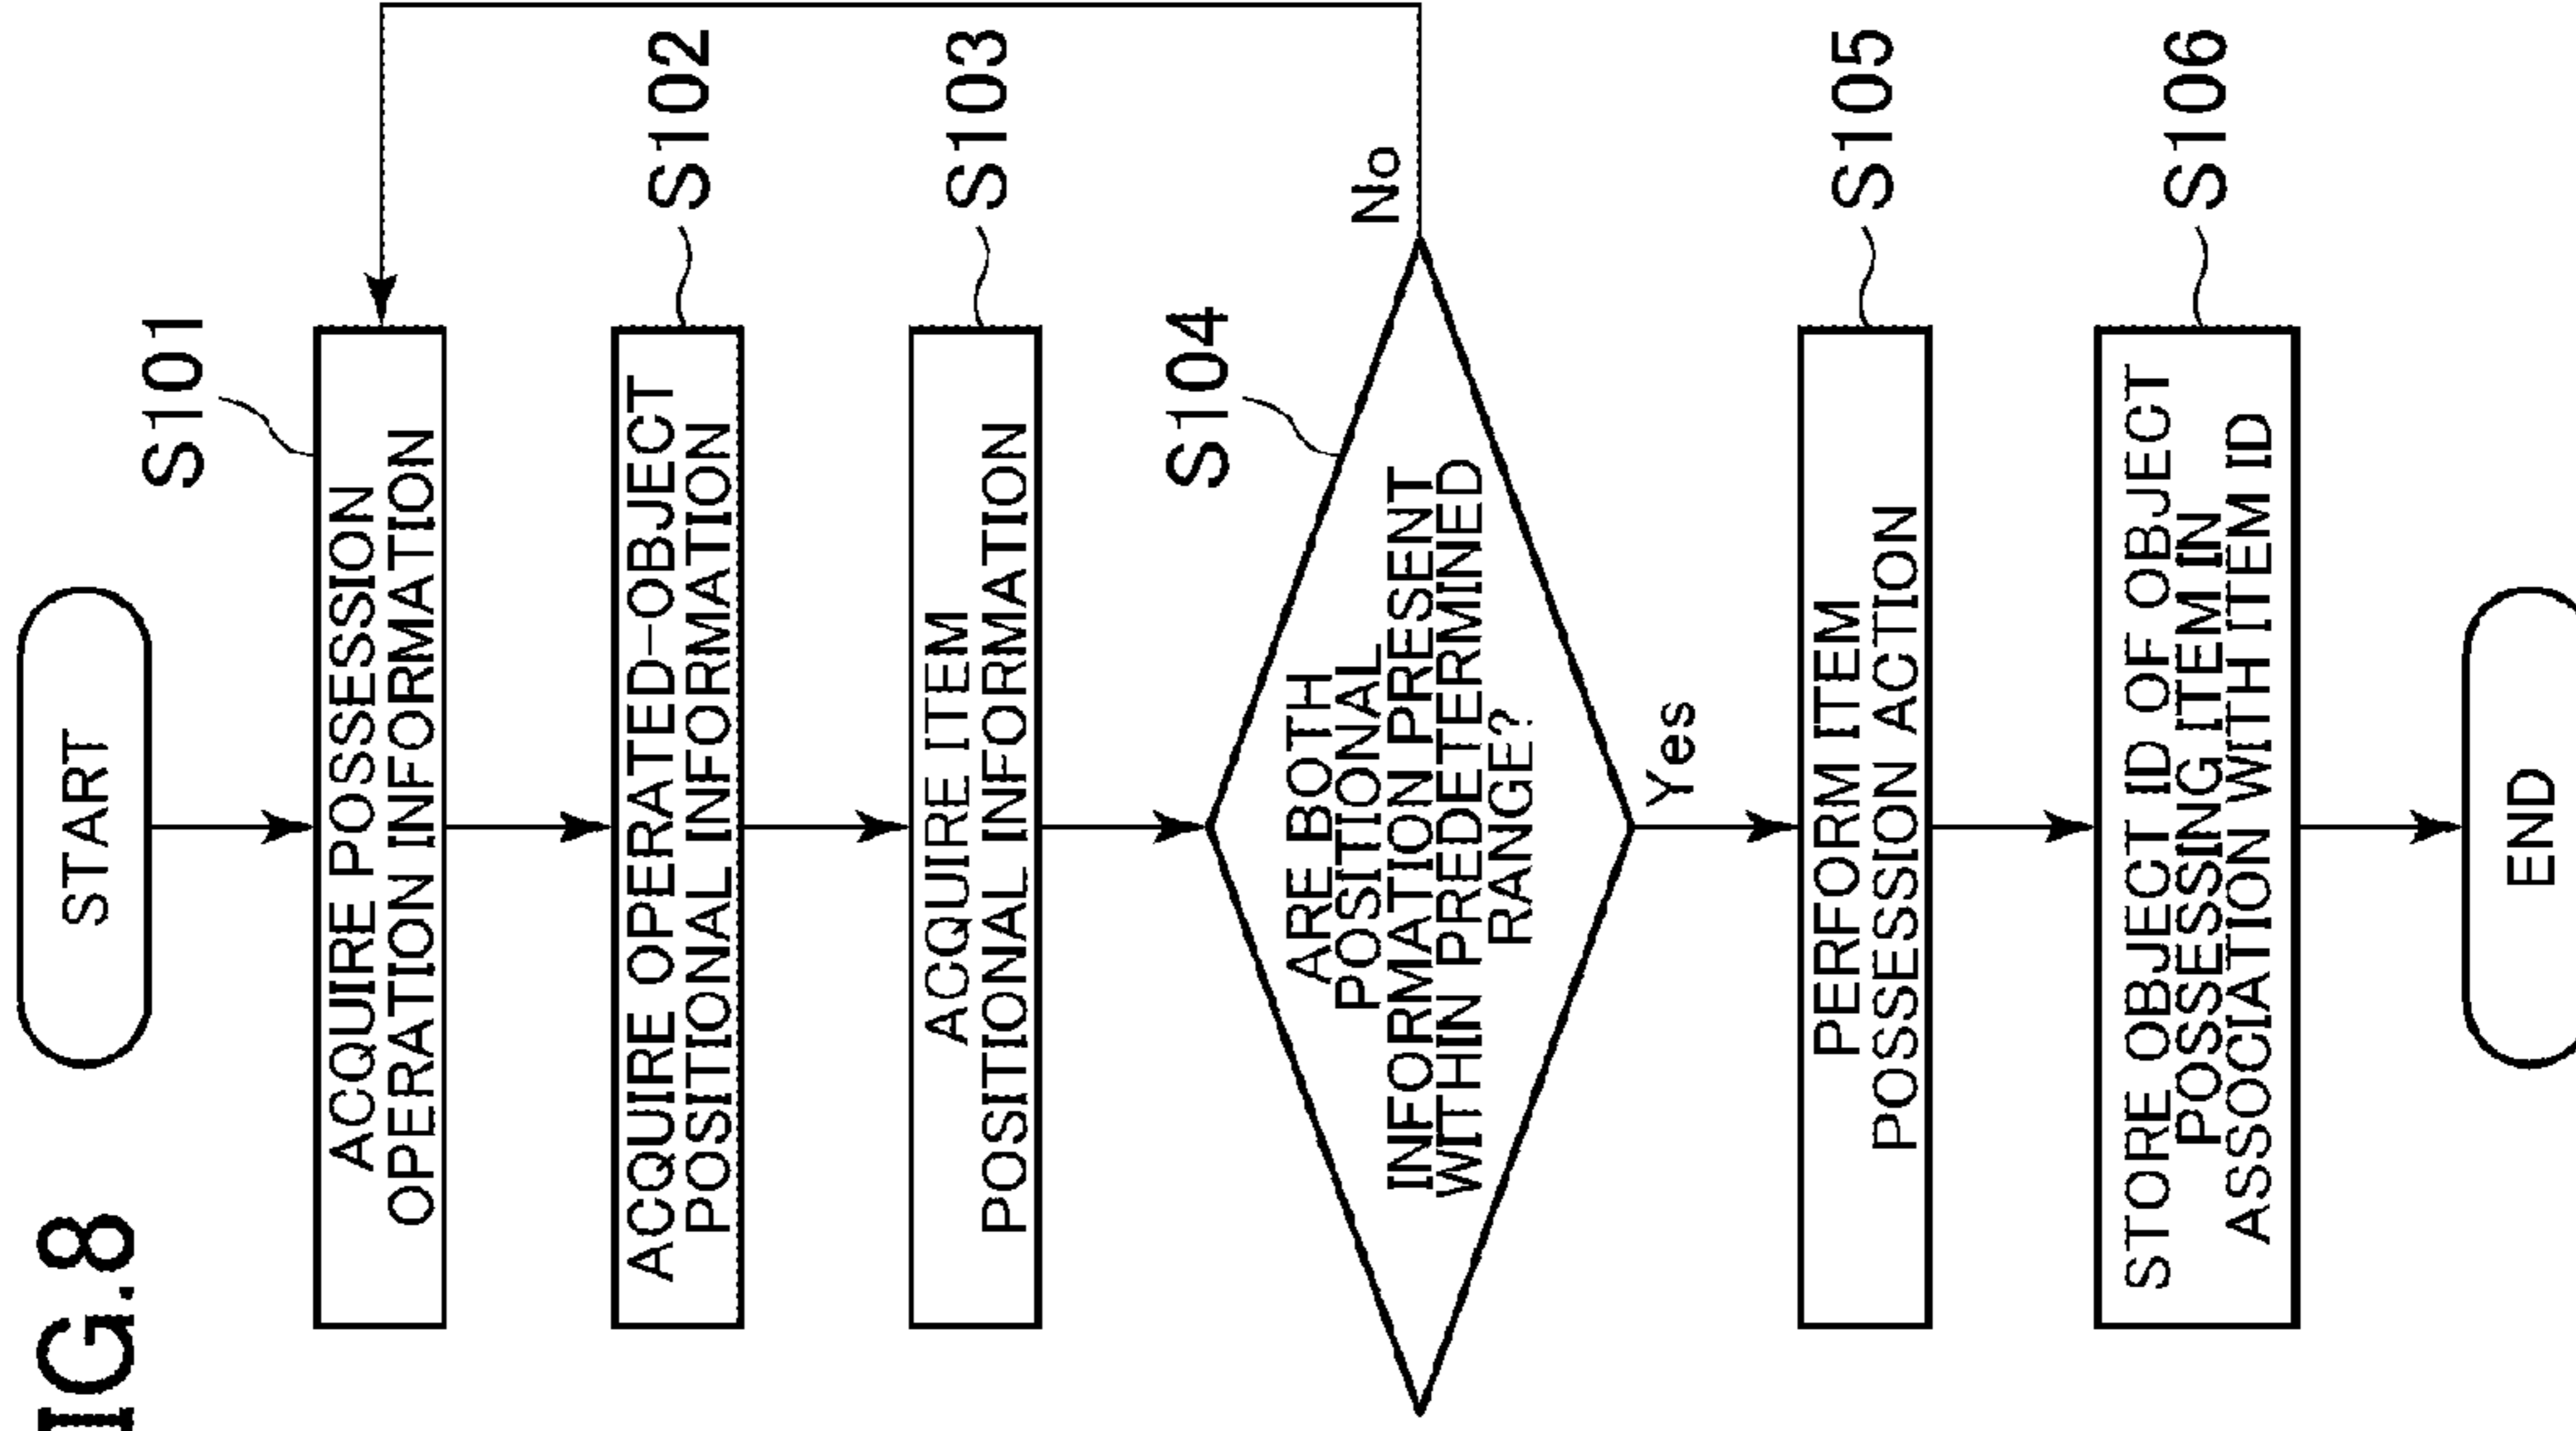 IG.8
START
S101
ACQUIRE POSSESSION
OPERATION INFORMATION
S102
ACQUIRE OPERATED-OBJECT
POSITIONAL INFORMATION
S103
ACQUIRE ITEM
POSITIONAL INFORMATION
S104
ARE BOTH
POSITIONAL
INFORMATION PRESENT
WITHIN PREDETERMINED
RANGE?
No
Yes
S105
PERFORM ITEM
POSSESSION ACTION
S106
STORE OBJECT ID OF OBJECT
POSSESSING ITEM IN
ASSOCIATION WITH ITEM ID
END